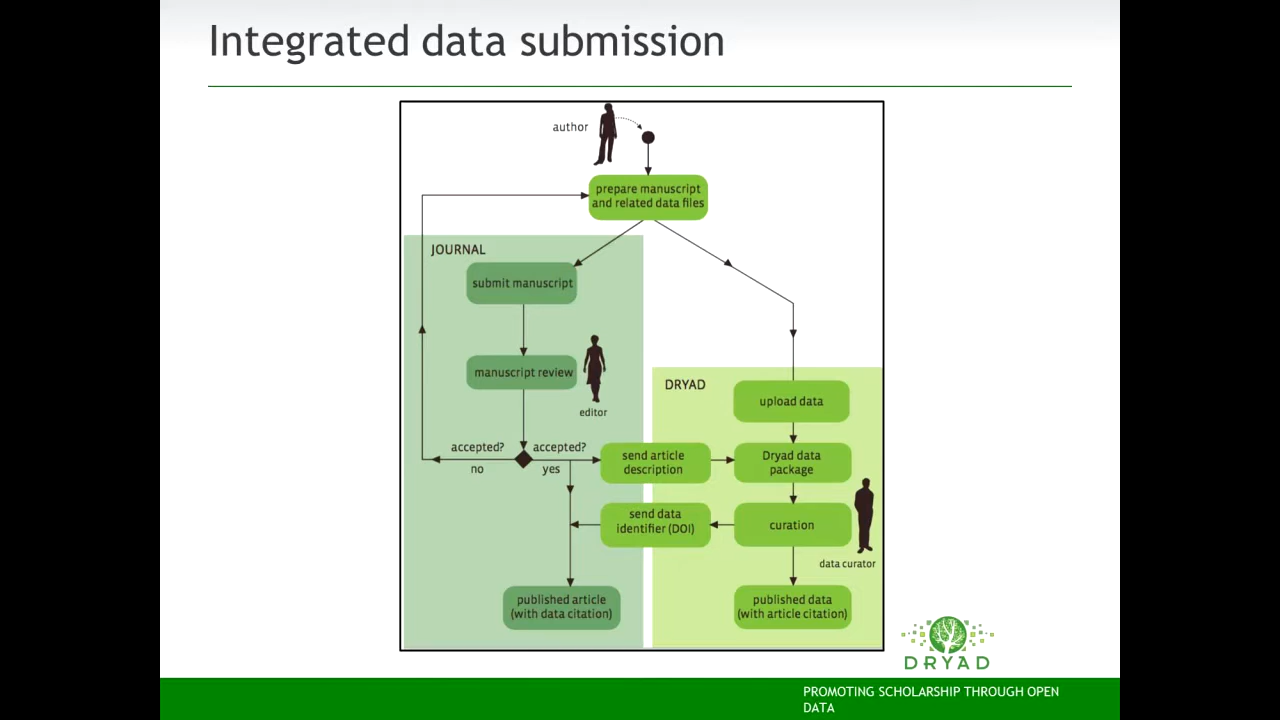 Integrated data submission
author
prepare manuscript
and related data files
JOURNAL
submit manuscript
manuscript review
editor
accepted?
no
accepted?
yes
send article
description
send data
identifier (DOI)
published article
(with data citation)
DRYAD
upload data
Dryad data
package
curation
data curator
published data
(with article citation)
DRYAD
PROMOTING SCHOLARSHIP THROUGH OPEN
DATA